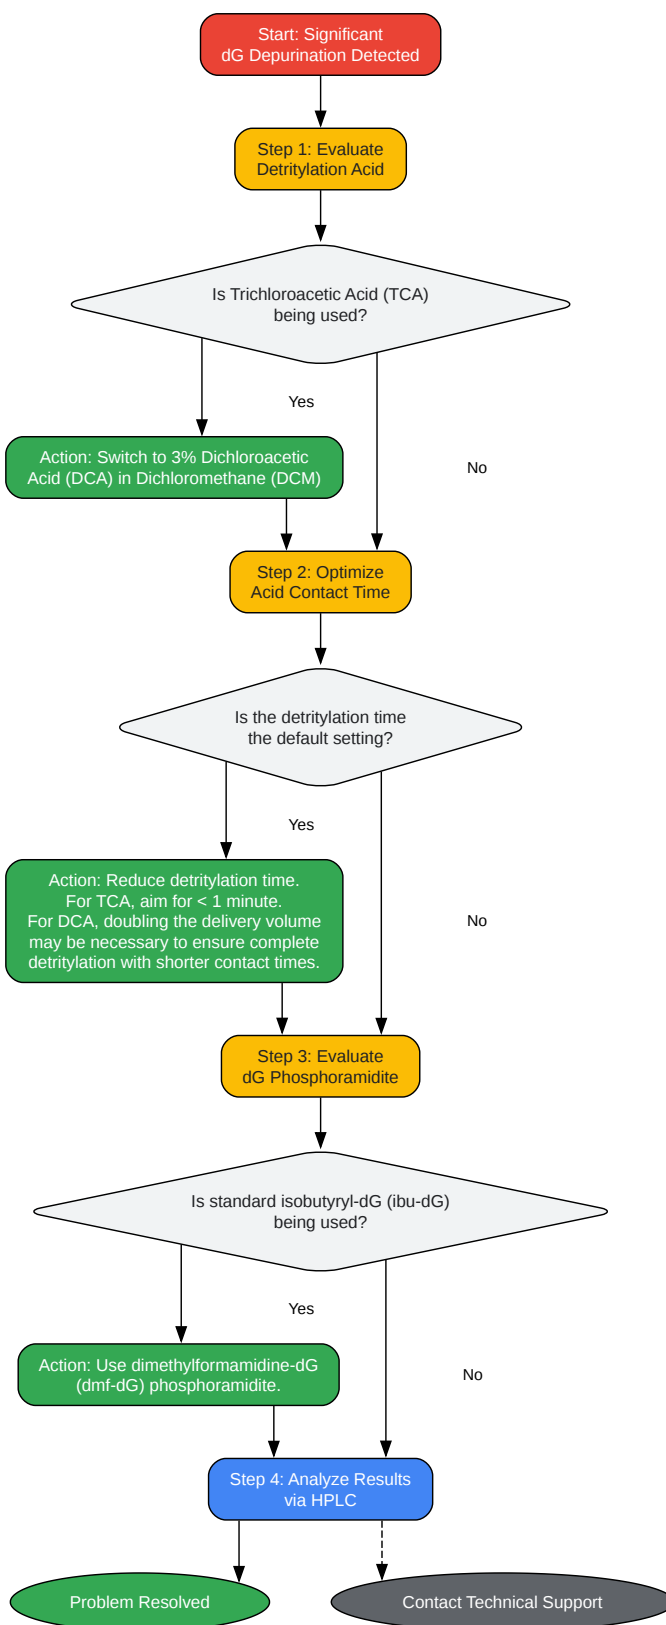 Start: Significant
dG Depurination Detected
Step 1: Evaluate
Detritylation Acid
Is Trichloroacetic Acid (TCA)
being used?
Yes
Action: Switch to 3% Dichloroacetic
Acid (DCA) in Dichloromethane (DCM)
No
Step 2: Optimize
Acid Contact Time
Is the detritylation time
the default setting?
Yes
Action: Reduce detritylation time.
For TCA, aim for < 1 minute.
For DCA, doubling the delivery volume
may be necessary to ensure complete
detritylation with shorter contact times.
No
Step 3: Evaluate
dG Phosphoramidite
Is standard isobutyryl-dG (ibu-dG)
being used?
Yes
Action: Use dimethylformamidine-dG
(dmf-dG) phosphoramidite.
No
Step 4: Analyze Results
via HPLC
Problem Resolved
Contact Technical Support